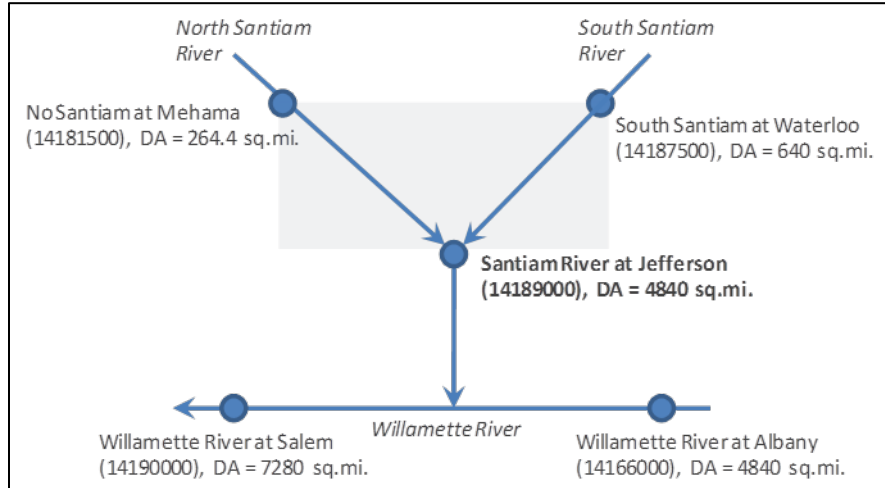 North Santiam
River
South Santiam
River
No Santiam at Mehama
(14181500), DA = 264.4 sq.mi.
South Santiam at Waterloo
(14187500), DA = 640 sq.mi.
Santiam River at Jefferson
(14189000), DA = 4840 sq.mi.
Willamette River
Willamette River at Salem
(14190000), DA = 7280 sq.mi.
Willamette River at Albany
(14166000), DA = 4840 sq.mi.